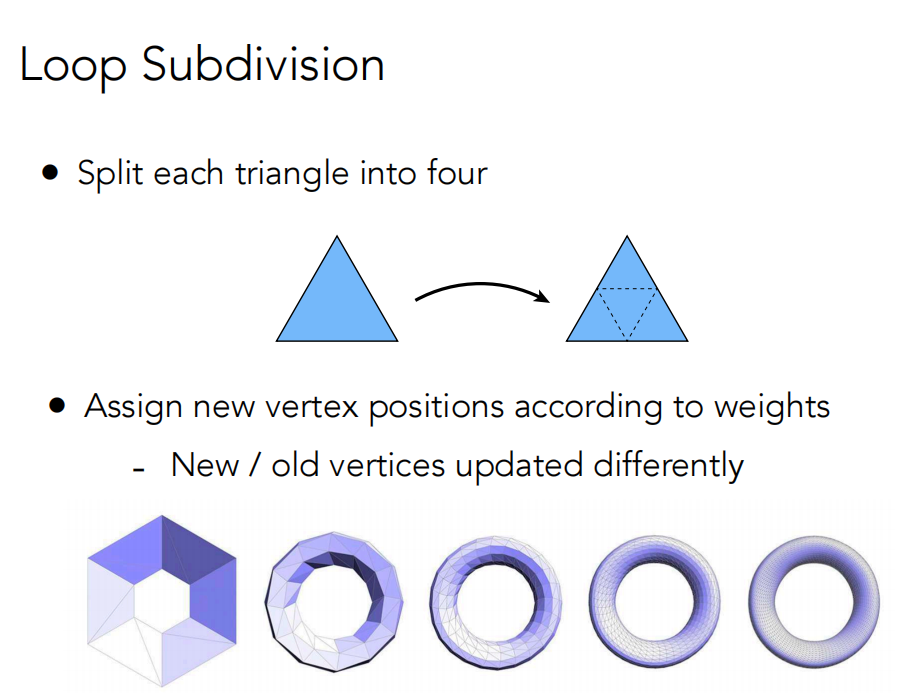 Loop Subdivision
• Split each triangle into four
• Assign new vertex positions according to weights
- New / old vertices updated differently